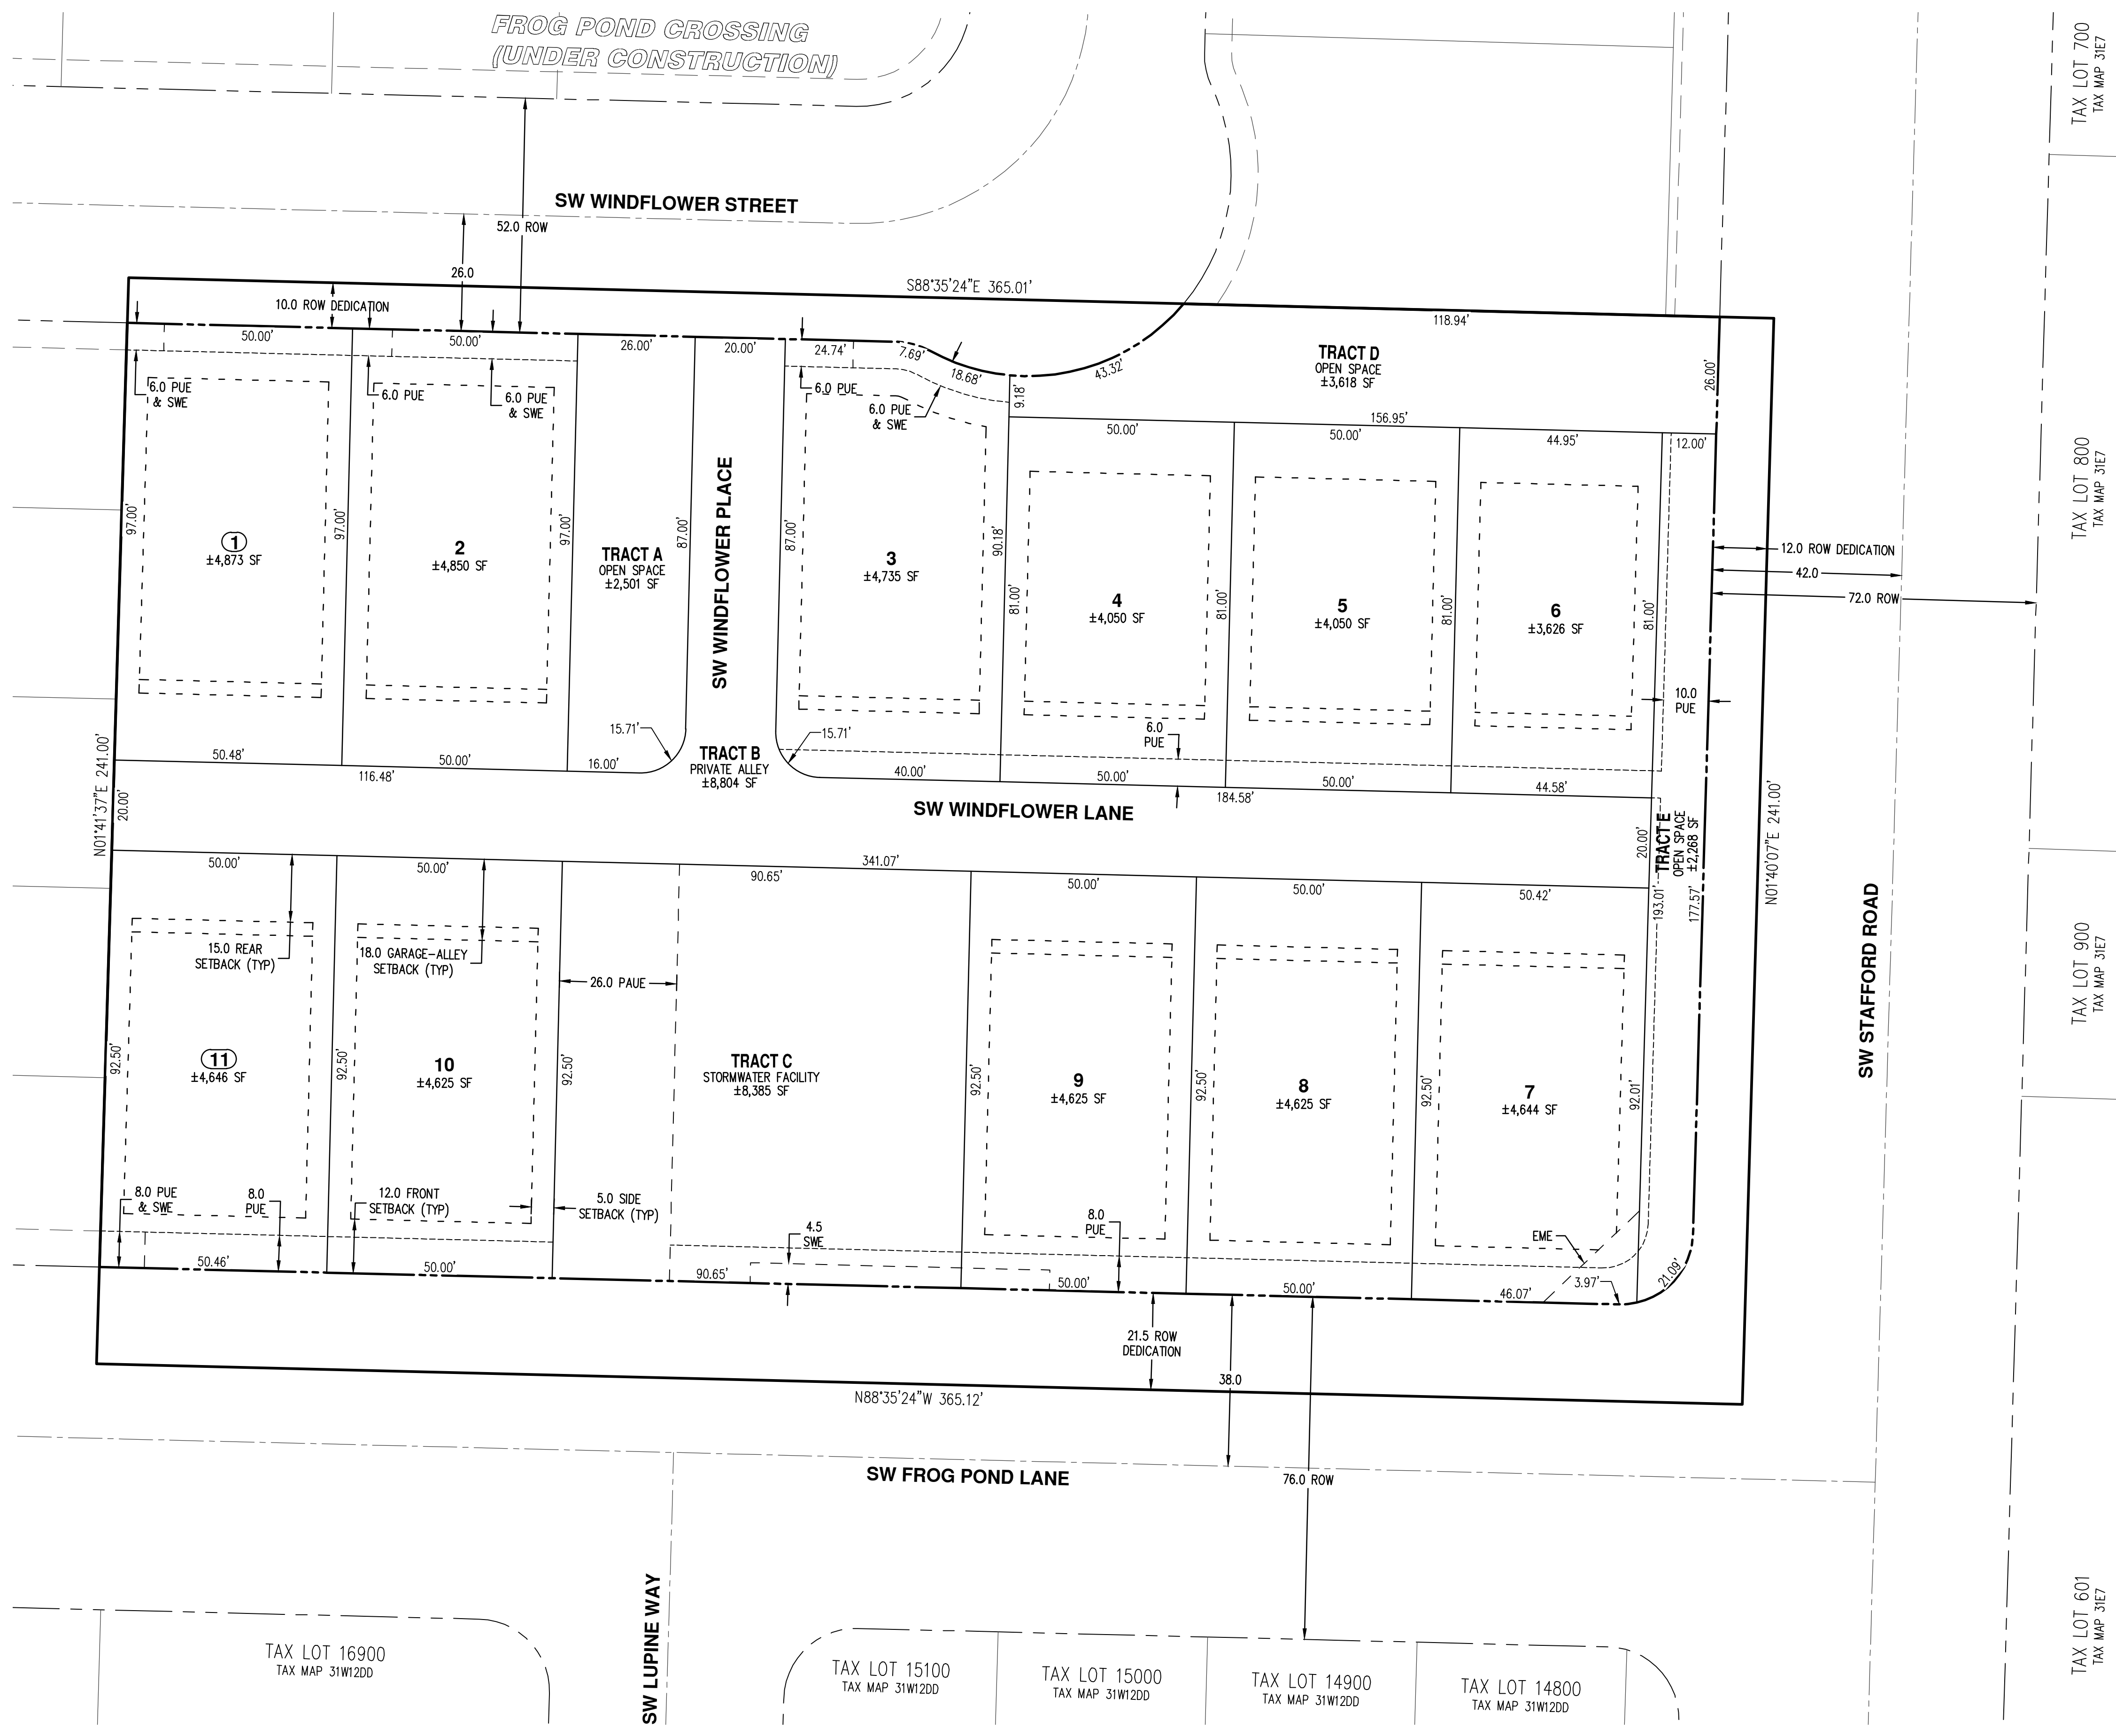 FROG POND CROSSING
(UNDER CONSTRUCTION)
TAX LOT 700
TAX MAP 31E7
SW WINDFLOWER STREET
52.0 ROW
26.0
S88°35'24"E 365.01'
10.0 ROW DEDICATION
118.94'
50.00'
50.00'
26.00'
20.00'
24.74'
7.69'
18.68'
43.32'
9.18'
TRACT D
OPEN SPACE
±3,618 SF
26.00'
6.0 PUE
& SWE
6.0 PUE
6.0 PUE
& SWE
6.0 PUE
6.0 PUE
& SWE
156.95'
50.00'
50.00'
44.95'
12.00'
97.00'
1
±4,873 SF
97.00'
2
±4,850 SF
97.00'
TRACT A
OPEN SPACE
±2,501 SF
87.00'
SW WINDFLOWER PLACE
87.00'
3
±4,735 SF
90.18'
81.00'
4
±4,050 SF
81.00'
5
±4,050 SF
81.00'
6
±3,626 SF
81.00'
TAX LOT 800
TAX MAP 31E7
12.0 ROW DEDICATION
42.0
72.0 ROW
10.0
PUE
6.0
PUE
15.71'
TRACT B
PRIVATE ALLEY
±8,804 SF
15.71'
N01°41'37"E 241.00'
50.48'
50.00'
16.00'
116.48'
40.00'
50.00'
50.00'
44.58'
184.58'
20.00'
SW WINDFLOWER LANE
20.00'
TRACT E
OPEN SPACE
±2,268 SF
N01°40'07"E 241.00'
50.00'
50.00'
341.07'
90.65'
50.00'
50.00'
50.42'
193.01'
177.57'
SW STAFFORD ROAD
TAX LOT 900
TAX MAP 31E7
15.0 REAR
SETBACK (TYP)
18.0 GARAGE-ALLEY
SETBACK (TYP)
26.0 PAUE
92.50'
11
±4,646 SF
92.50'
10
±4,625 SF
92.50'
TRACT C
STORMWATER FACILITY
±8,385 SF
92.50'
9
±4,625 SF
92.50'
8
±4,625 SF
92.50'
7
±4,644 SF
92.01'
8.0 PUE
& SWE
8.0
PUE
12.0 FRONT
SETBACK (TYP)
5.0 SIDE
SETBACK (TYP)
4.5
SWE
8.0
PUE
EME
50.46'
50.00'
90.65'
50.00'
50.00'
46.07'
3.97'
21.09'
21.5 ROW
DEDICATION
38.0
N88°35'24"W 365.12'
SW FROG POND LANE
76.0 ROW
SW LUPINE WAY
TAX LOT 16900
TAX MAP 31W12DD
TAX LOT 15100
TAX MAP 31W12DD
TAX LOT 15000
TAX MAP 31W12DD
TAX LOT 14900
TAX MAP 31W12DD
TAX LOT 14800
TAX MAP 31W12DD
TAX LOT 601
TAX MAP 31E7